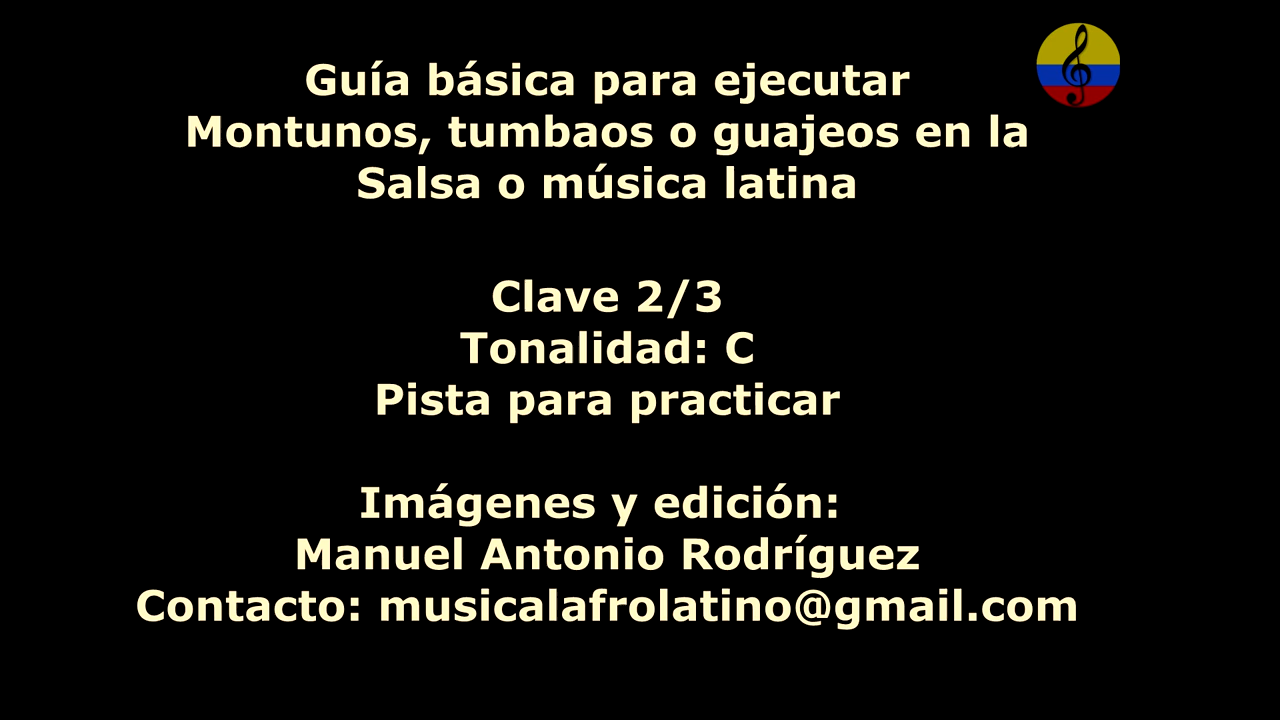 Guía básica para ejecutar
Montunos, tumbaos o guajeos en la
Salsa o música latina
Clave 2/3
Tonalidad: C
Pista para practicar
Imágenes y edición:
Manuel Antonio Rodríguez
Contacto: musicalafrolatino@gmail.com